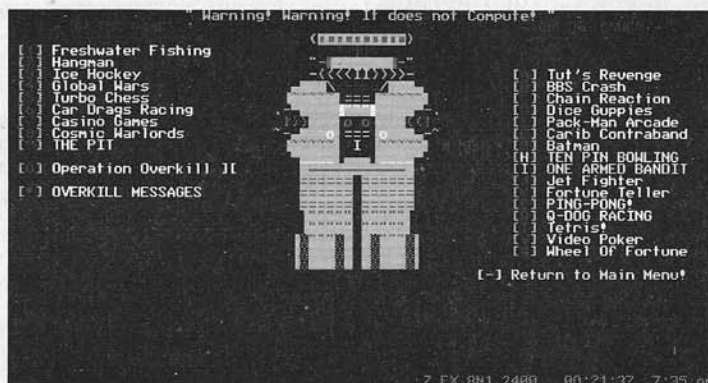 " Warning! Warning! It does not Compute! "
[ ] Freshwater Fishing
[ ] Hangman
[ ] Ice Hockey
[ ] Global Wars
[ ] Turbo Chess
[ ] Car Drags Racing
[ ] Casino Games
[ ] Cosmic Warlords
[ ] THE PIT
[ ] Operation Overkill ][
[ ] OVERKILL MESSAGES
[ ] Tut's Revenge
[ ] BBS Crash
[ ] Chain Reaction
[ ] Dice Guppies
[ ] Pack-Man Arcade
[ ] Carib Contraband
[ ] Batman
[H] TEN PIN BOWLING
[I] ONE ARMED BANDIT
[ ] Jet Fighter
[ ] Fortune Teller
[ ] PING-PONG!
[ ] Q-DOG RACING
[ ] Tetris!
[ ] Video Poker
[ ] Wheel Of Fortune
[-] Return to Main Menu!
8N1 2400 00:21:37 7:35